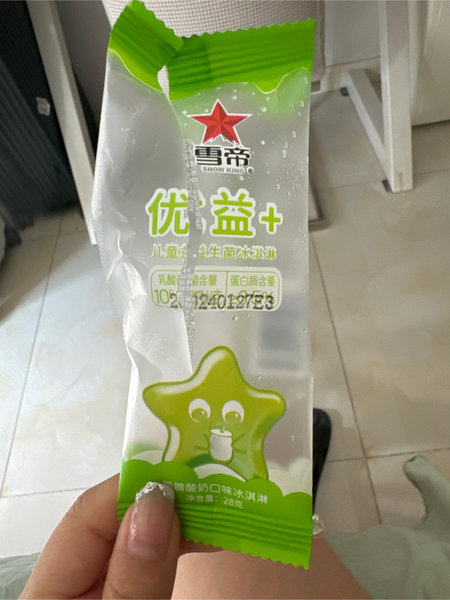 雪帝
SNOW KING®
优益+
儿童益生菌冰淇淋
乳酸菌含量 蛋白质含量
20240127E3
腊酸奶口味冰淇淋
净含量：28克